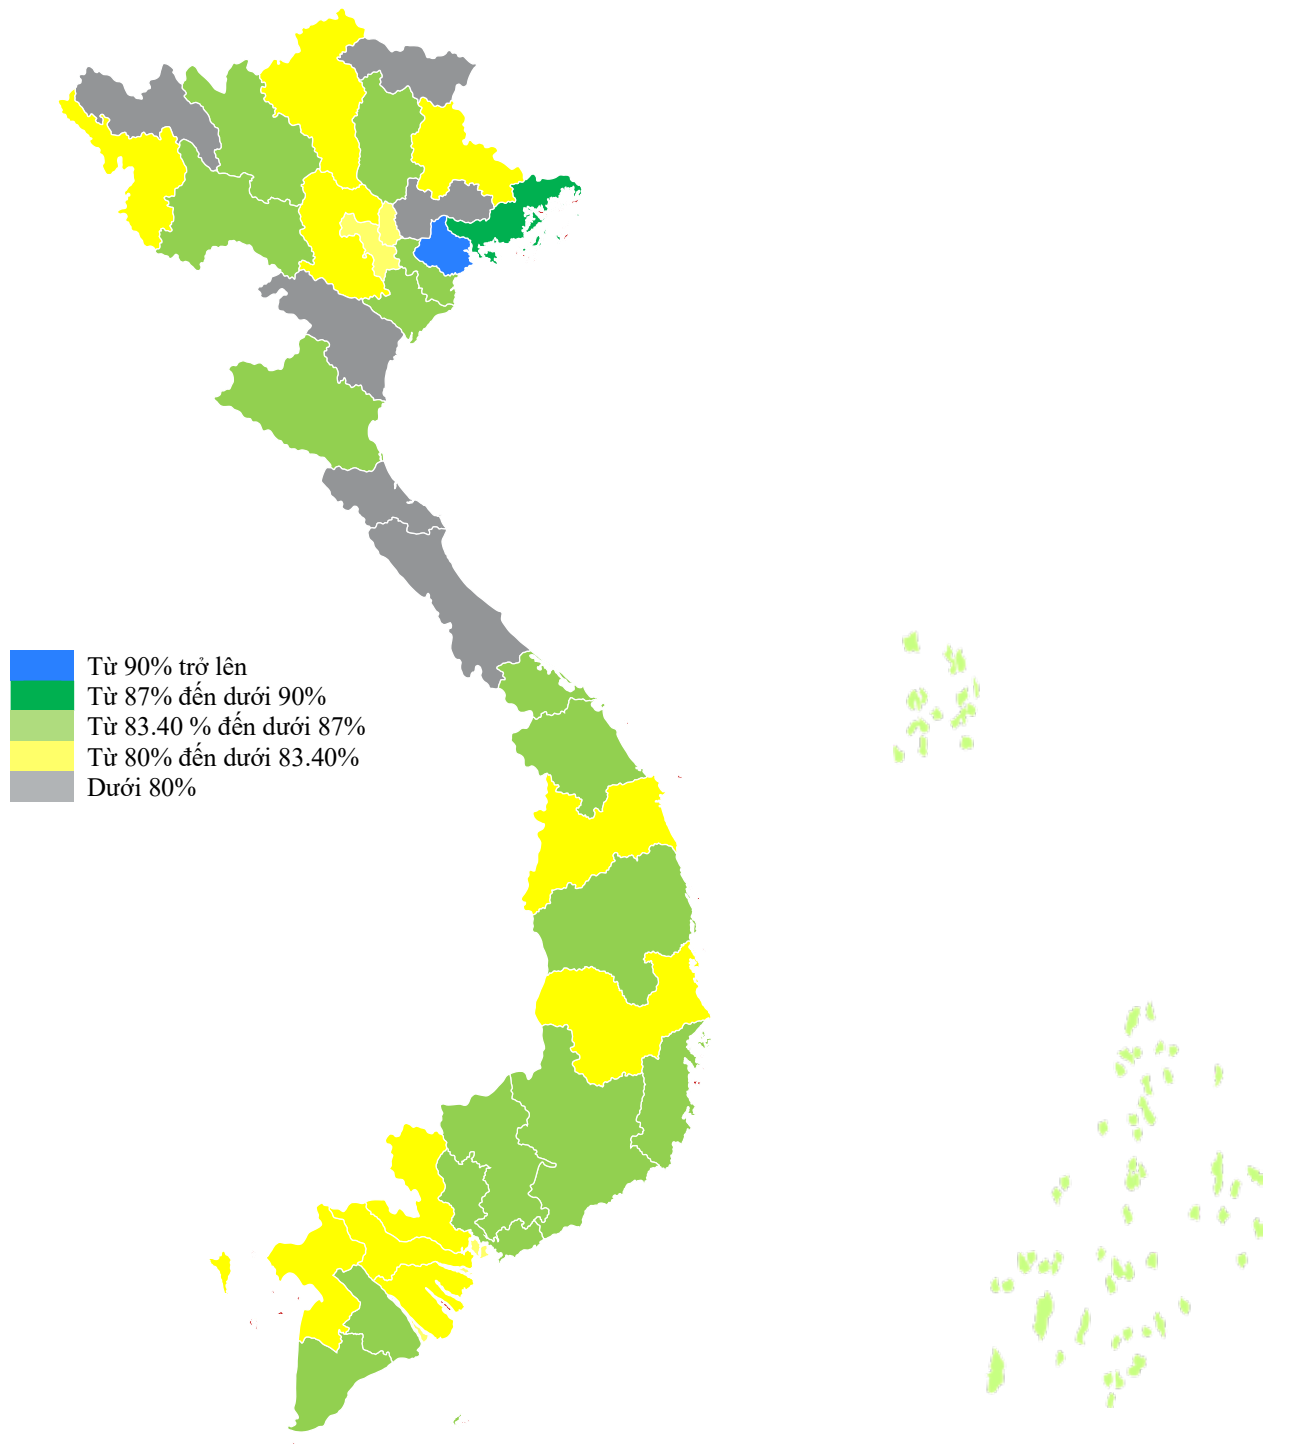 Từ 90% trở lên
Từ 87% đến dưới 90%
Từ 83.40 % đến dưới 87%
Từ 80% đến dưới 83.40%
Dưới 80%